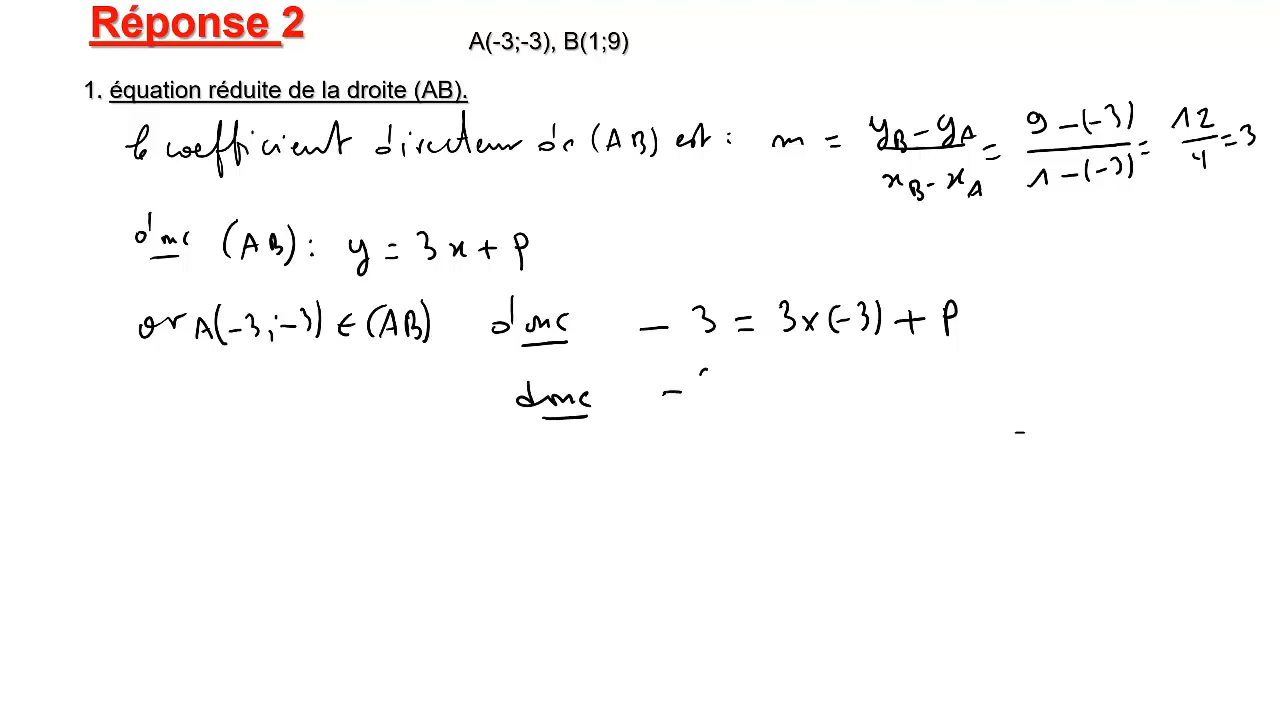 Réponse 2
A(-3;-3), B(1;9)
1. équation réduite de la droite (AB).
le coefficient directeur de (AB) est : m = (yB - yA)/(xB - xA) = (9 - (-3))/(1 - (-3)) = 12/4 = 3
donc (AB) : y = 3x + p
or A(-3;-3) ∈ (AB) donc -3 = 3x(-3) + p
donc -